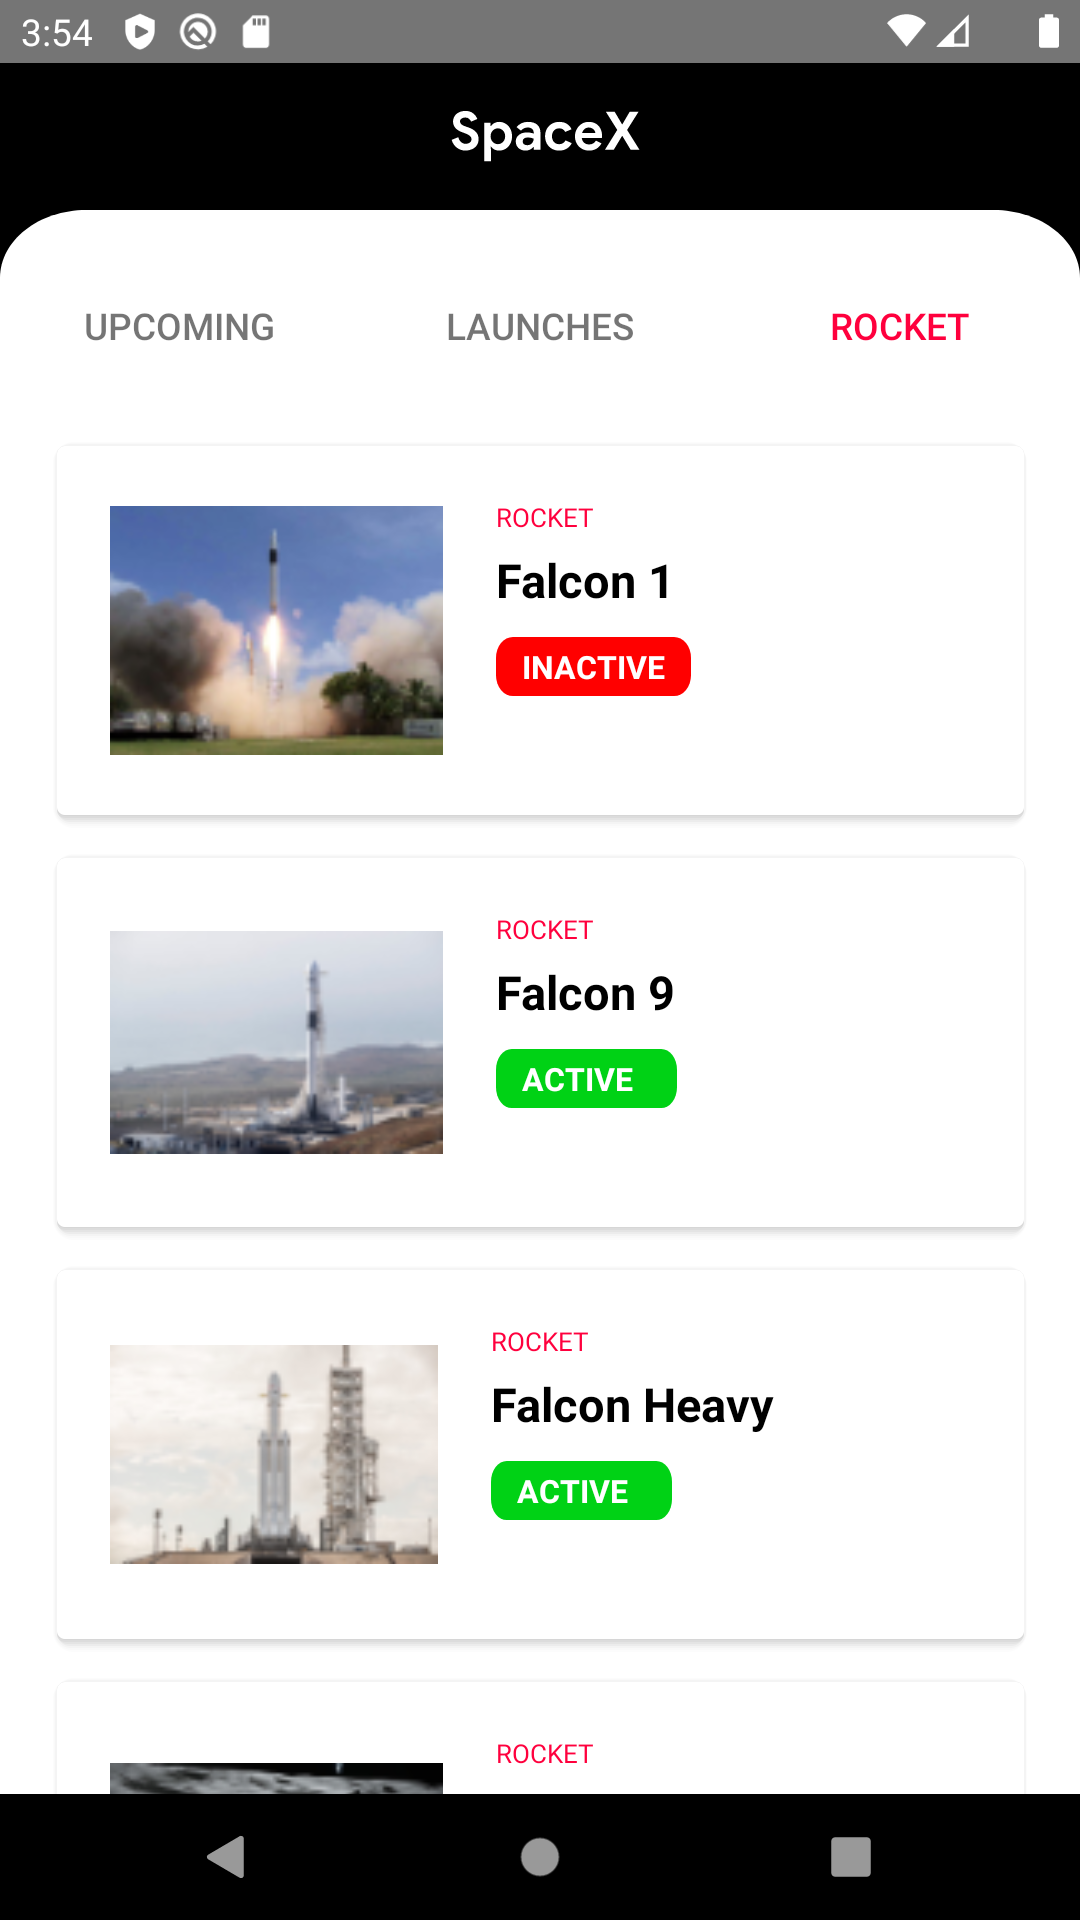 3:54
SpaceX
UPCOMING LAUNCHES ROCKET
ROCKET
Falcon 1
INACTIVE
ROCKET
Falcon 9
ACTIVE
ROCKET
Falcon Heavy
ACTIVE
ROCKET